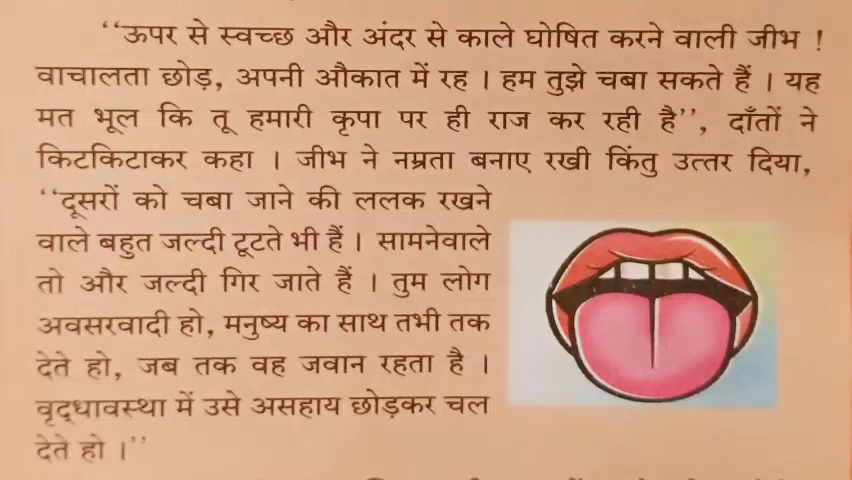 ‘‘ऊपर से स्वच्छ और अंदर से काले घोषित करने वाली जीभ !
वाचालता छोड़, अपनी औकात में रह । हम तुझे चबा सकते हैं । यह
मत भूल कि तू हमारी कृपा पर ही राज कर रही है’’, दाँतों ने
किटकिटाकर कहा । जीभ ने नम्रता बनाए रखी किंतु उत्तर दिया,
‘‘दूसरों को चबा जाने की ललक रखने
वाले बहुत जल्दी टूटते भी हैं । सामनेवाले
तो और जल्दी गिर जाते हैं । तुम लोग
अवसरवादी हो, मनुष्य का साथ तभी तक
देते हो, जब तक वह जवान रहता है ।
वृद्धावस्था में उसे असहाय छोड़कर चल
देते हो ।’’